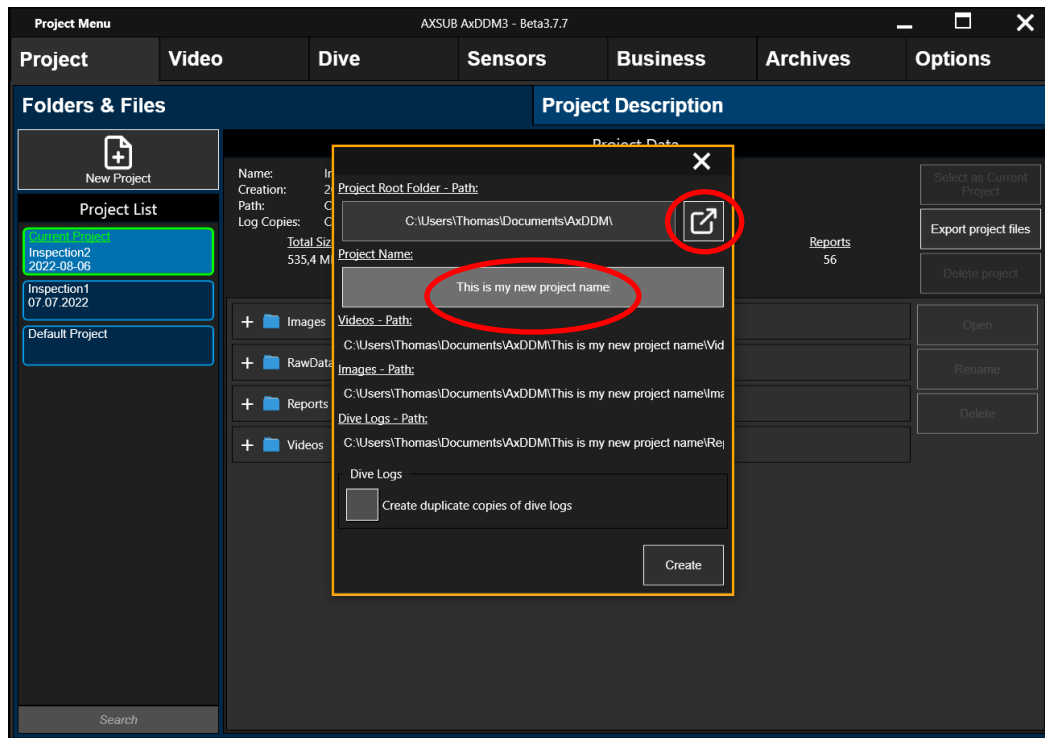 Project Menu
AXSUB AxDDM3 - Beta3.7.7
Project
Video
Dive
Sensors
Business
Archives
Options
Folders & Files
Project Description
New Project
Project List
Current Project
Inspection2
2022-08-06
Inspection1
07.07.2022
Default Project
Search
Project Data
Name:
Creation:
Path:
Log Copies:
Total Siz
535,4 M
Reports
56
Images
RawData
Reports
Videos
Select as Current
Project
Export project files
Delete project
Open
Rename
Delete
Project Root Folder - Path:
C:\Users\Thomas\Documents\AxDDM\
Project Name:
This is my new project name
Videos - Path:
C:\Users\Thomas\Documents\AxDDM\This is my new project name\Vid
Images - Path:
C:\Users\Thomas\Documents\AxDDM\This is my new project name\Ima
Dive Logs - Path:
C:\Users\Thomas\Documents\AxDDM\This is my new project name\Rep
Dive Logs
Create duplicate copies of dive logs
Create